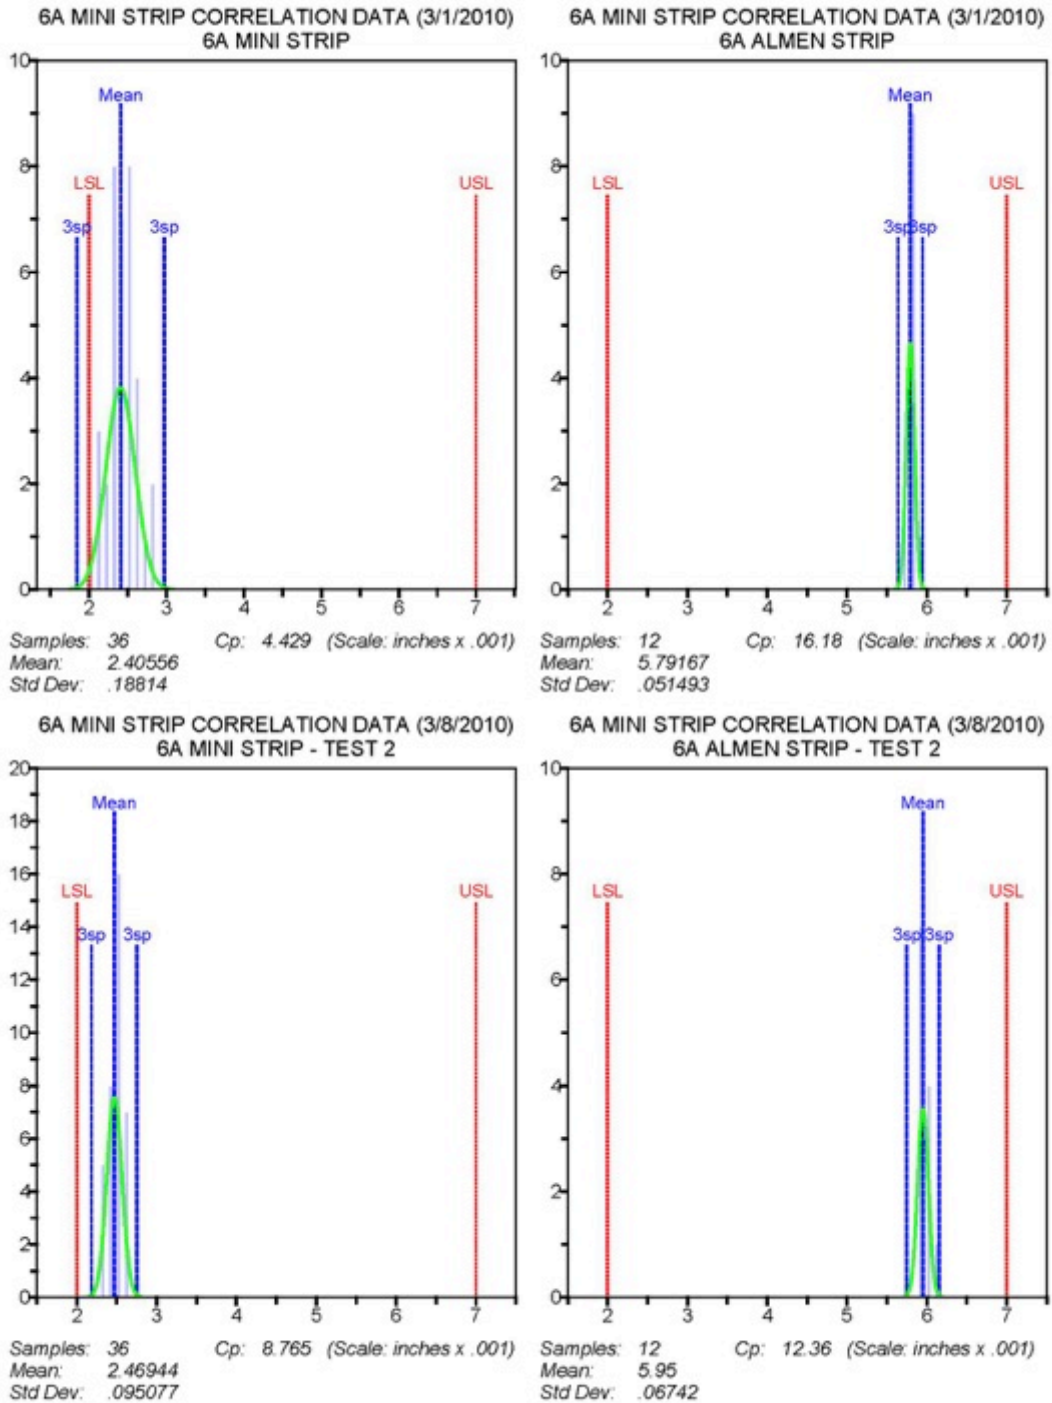 6A MINI STRIP CORRELATION DATA (3/1/2010)
6A MINI STRIP
10
8
6
4
2
0
Mean
LSL
USL
3sp
3sp
2 3 4 5 6 7
Samples: 36 Cp: 4.429 (Scale: inches x .001)
Mean: 2.40556
Std Dev: .18814
6A MINI STRIP CORRELATION DATA (3/1/2010)
6A ALMEN STRIP
10
8
6
4
2
0
Mean
LSL
USL
3sp
3sp
2 3 4 5 6 7
Samples: 12 Cp: 16.18 (Scale: inches x .001)
Mean: 5.79167
Std Dev: .051493
6A MINI STRIP CORRELATION DATA (3/8/2010)
6A MINI STRIP - TEST 2
20
18
16
14
12
10
8
6
4
2
0
Mean
LSL
USL
3sp
3sp
2 3 4 5 6 7
Samples: 36 Cp: 8.765 (Scale: inches x .001)
Mean: 2.46944
Std Dev: .095077
6A MINI STRIP CORRELATION DATA (3/8/2010)
6A ALMEN STRIP - TEST 2
10
8
6
4
2
0
Mean
LSL
USL
3sp
3sp
2 3 4 5 6 7
Samples: 12 Cp: 12.36 (Scale: inches x .001)
Mean: 5.95
Std Dev: .06742